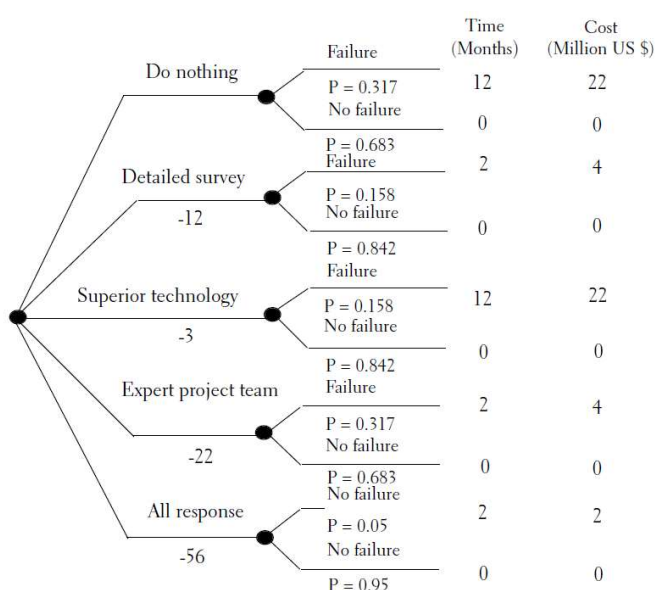 Time Cost
Failure (Months) (Million US $)
Do nothing 12 22
P = 0.317
No failure
0 0
P = 0.683
Failure 2 4
Detailed survey
P = 0.158
-12 No failure
0 0
P = 0.842
Failure
Superior technology 12 22
P = 0.158
-3 No failure
0 0
P = 0.842
Expert project team Failure
2 4
P = 0.317
-22 No failure
0 0
P = 0.683
No failure
All response 2 2
P = 0.05
-56 No failure
0 0
P = 0.95